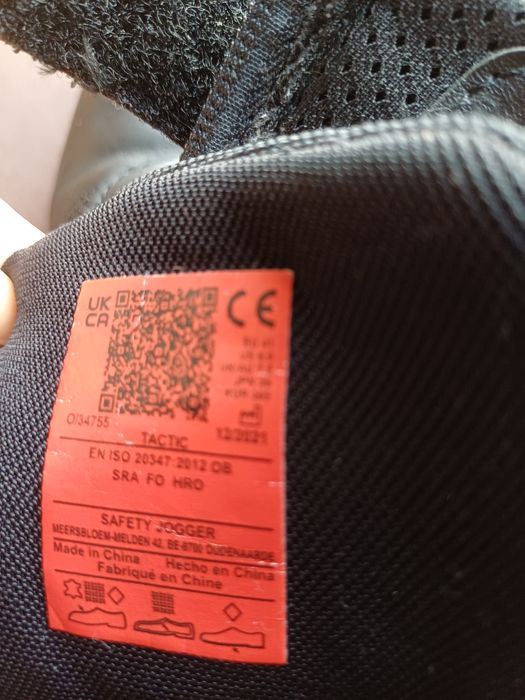 UK
CA
CE
O/34755
12/2021
TACTIC
EN ISO 20347:2012 OB
SRA FO HRO
SAFETY JOGGER
MEERSBLOEM-MELDEN 42, BE-9700 OUDENAARDE
Made in China Hecho en China
Fabriqué en Chine